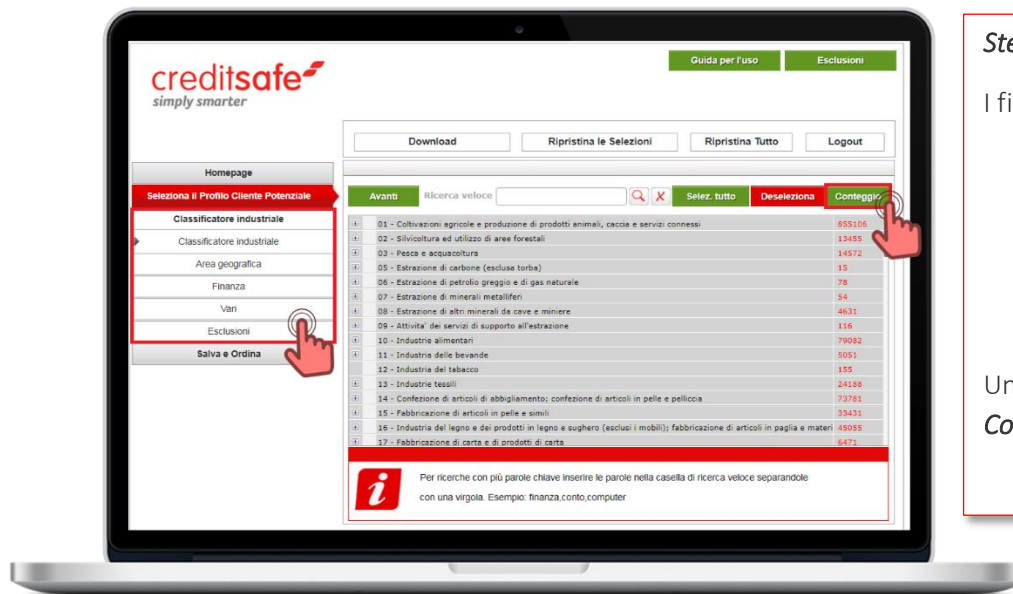 creditsafe
simply smarter
Guida per l'uso
Esclusioni
Download
Ripristina le Selezioni
Ripristina Tutto
Logout
Homepage
Seleziona il Profilo Cliente Potenziale
Classificatore industriale
Classificatore industriale
Area geografica
Finanza
Vari
Esclusioni
Salva e Ordina
Avanti
Ricerca veloce
Selez. tutto
Deseleziona
Conteggio
01 - Coltivazioni agricole e produzione di prodotti animali, caccia e servizi connessi 855106
02 - Silvicoltura ed utilizzo di aree forestali 13455
03 - Pesca e acquacoltura 14572
05 - Estrazione di carbone (esclusa torba) 15
06 - Estrazione di petrolio greggio e di gas naturale 78
07 - Estrazione di minerali metalliferi 54
08 - Estrazione di altri minerali da cave e miniere 4631
09 - Attivita' dei servizi di supporto all'estrazione 116
10 - Industrie alimentari 79082
11 - Industria delle bevande 5051
12 - Industria del tabacco 155
13 - Industrie tessili 24188
14 - Confezione di articoli di abbigliamento; confezione di articoli in pelle e pelliccia 73781
15 - Fabbricazione di articoli in pelle e simili 33431
16 - Industria del legno e dei prodotti in legno e sughero (esclusi i mobili); fabbricazione di articoli in paglia e materi 45055
17 - Fabbricazione di carta e di prodotti di carta 6471
Per ricerche con più parole chiave inserire le parole nella casella di ricerca veloce separandole
con una virgola. Esempio: finanza,conto,computer
Ste
I fi
Un
Co